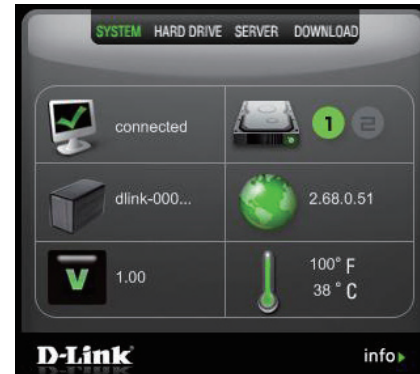 SYSTEM HARD DRIVE SERVER DOWNLOAD
connected
1 2
dlink-000...
2.68.0.51
V 1.00
100° F
38 ° C
D-Link
info